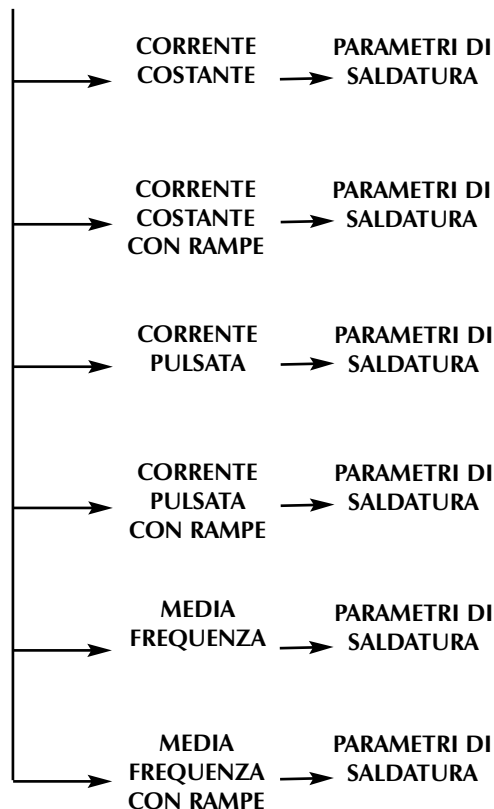 CORRENTE
COSTANTE
PARAMETRI DI
SALDATURA
CORRENTE
COSTANTE
CON RAMPE
PARAMETRI DI
SALDATURA
CORRENTE
PULSATA
PARAMETRI DI
SALDATURA
CORRENTE
PULSATA
CON RAMPE
PARAMETRI DI
SALDATURA
MEDIA
FREQUENZA
PARAMETRI DI
SALDATURA
MEDIA
FREQUENZA
CON RAMPE
PARAMETRI DI
SALDATURA